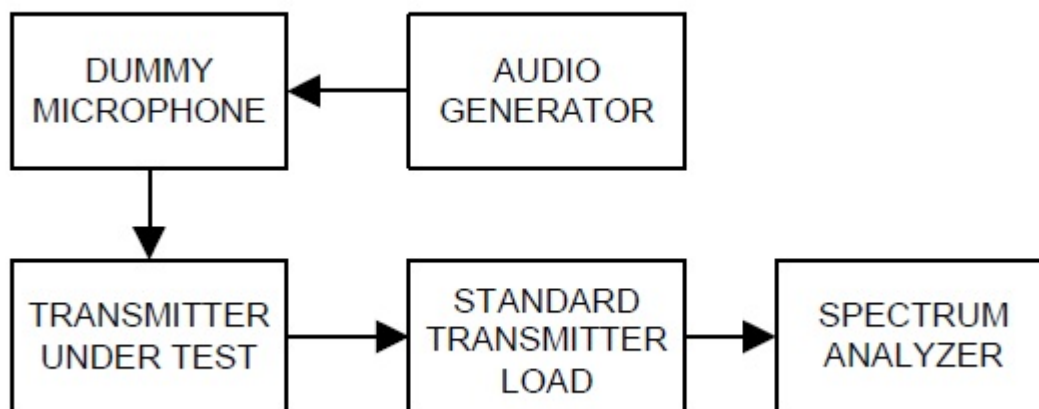 DUMMY
MICROPHONE
AUDIO
GENERATOR
TRANSMITTER
UNDER TEST
STANDARD
TRANSMITTER
LOAD
SPECTRUM
ANALYZER